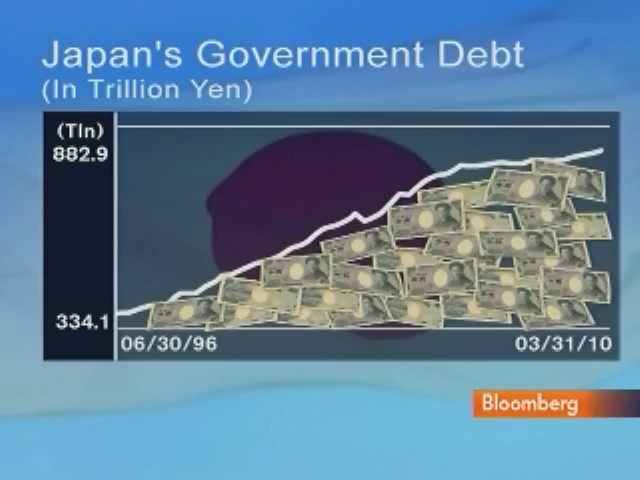 Japan's Government Debt
(In Trillion Yen)
(Tln)
882.9
334.1
06/30/96
03/31/10
Bloomberg